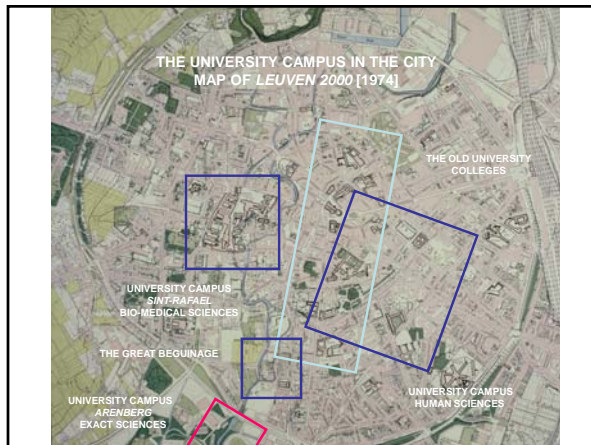 THE UNIVERSITY CAMPUS IN THE CITY
MAP OF LEUVEN 2000 [1974]
THE OLD UNIVERSITY
COLLEGES
UNIVERSITY CAMPUS
SINT-RAFAEL
BIO-MEDICAL SCIENCES
THE GREAT BEGUINAGE
UNIVERSITY CAMPUS
ARENBERG
EXACT SCIENCES
UNIVERSITY CAMPUS
HUMAN SCIENCES